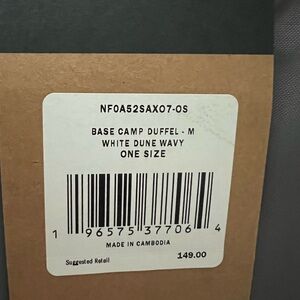 NF0A52SAXO7-OS
BASE CAMP DUFFEL - M
WHITE DUNE WAVY
ONE SIZE
1 96575 37706 4
MADE IN CAMBODIA
Suggested Retail 149.00